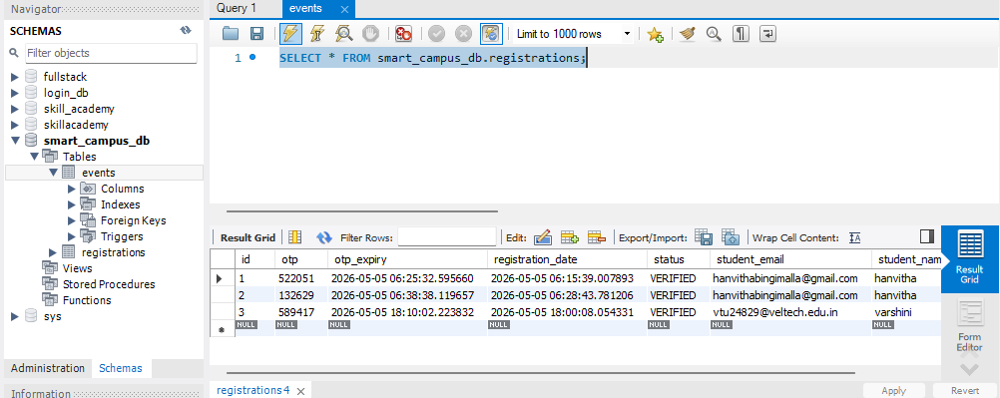 Navigator
SCHEMAS
Filter objects
fullstack
login_db
skill_academy
skillacademy
smart_campus_db
Tables
events
Columns
Indexes
Foreign Keys
Triggers
registrations
Views
Stored Procedures
Functions
sys
Administration Schemas
Information
Query 1 events
Limit to 1000 rows
1 SELECT * FROM smart_campus_db.registrations;
Result Grid Filter Rows: Edit: Export/Import: Wrap Cell Content:
id otp otp_expiry registration_date status student_email student_nam
1 522051 2026-05-05 06:25:32.595660 2026-05-05 06:15:39.007893 VERIFIED hanvithabingimalla@gmail.com hanvitha
2 132629 2026-05-05 06:38:38.119657 2026-05-05 06:28:43.781206 VERIFIED hanvithabingimalla@gmail.com hanvitha
3 589417 2026-05-05 18:10:02.223832 2026-05-05 18:00:08.054331 VERIFIED vtu24829@veltech.edu.in varshini
NULL NULL NULL NULL NULL NULL NULL
Result
Grid
Form
Editor
registrations4
Apply Revert